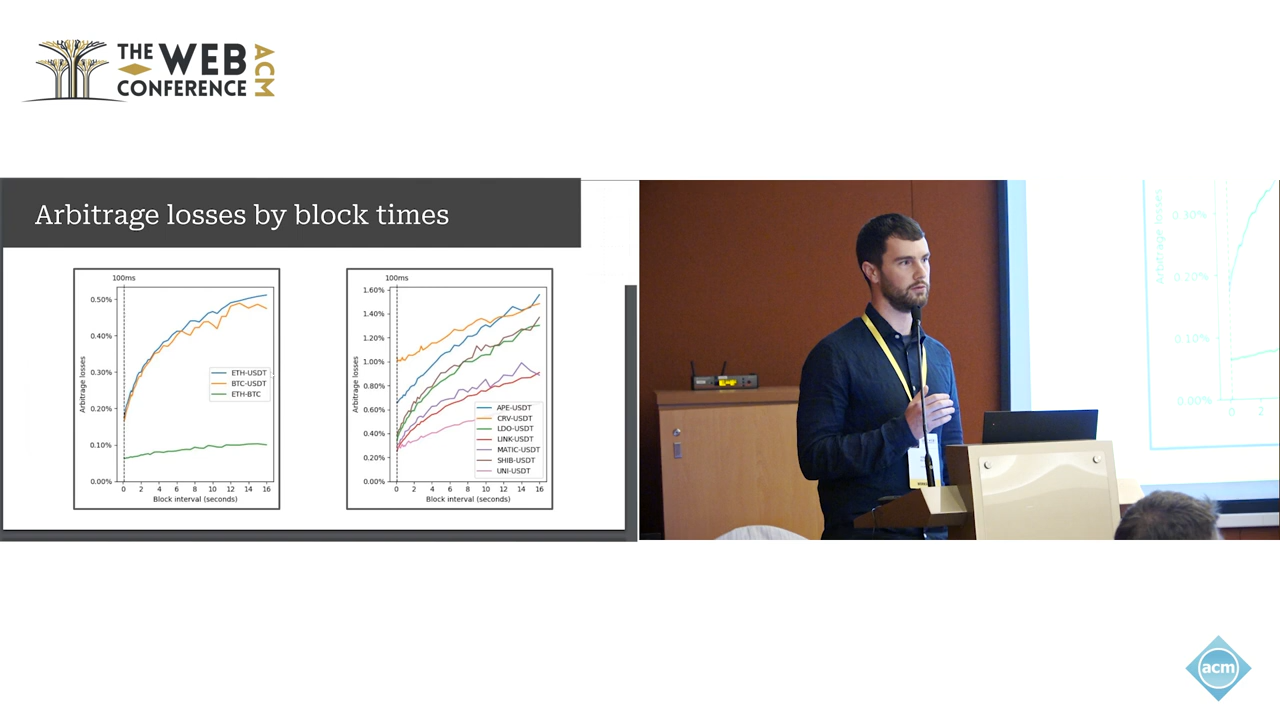 THE WEB
CONFERENCE
ACM
Arbitrage losses by block times
100ms
0.50%
0.40%
0.30%
0.20%
0.10%
0.00%
Arbitrage losses
ETH-USDT
BTC-USDT
ETH-BTC
0 2 4 6 8 10 12 14 16
Block interval (seconds)
100ms
1.60%
1.40%
1.20%
1.00%
0.80%
0.60%
0.40%
0.20%
0.00%
Arbitrage losses
APE-USDT
CRV-USDT
LDO-USDT
LINK-USDT
MATIC-USDT
SHIB-USDT
UNI-USDT
0 2 4 6 8 10 12 14 16
Block interval (seconds)
0.30%
0.20%
0.10%
0.00%
Arbitrage losses
0 2
acm